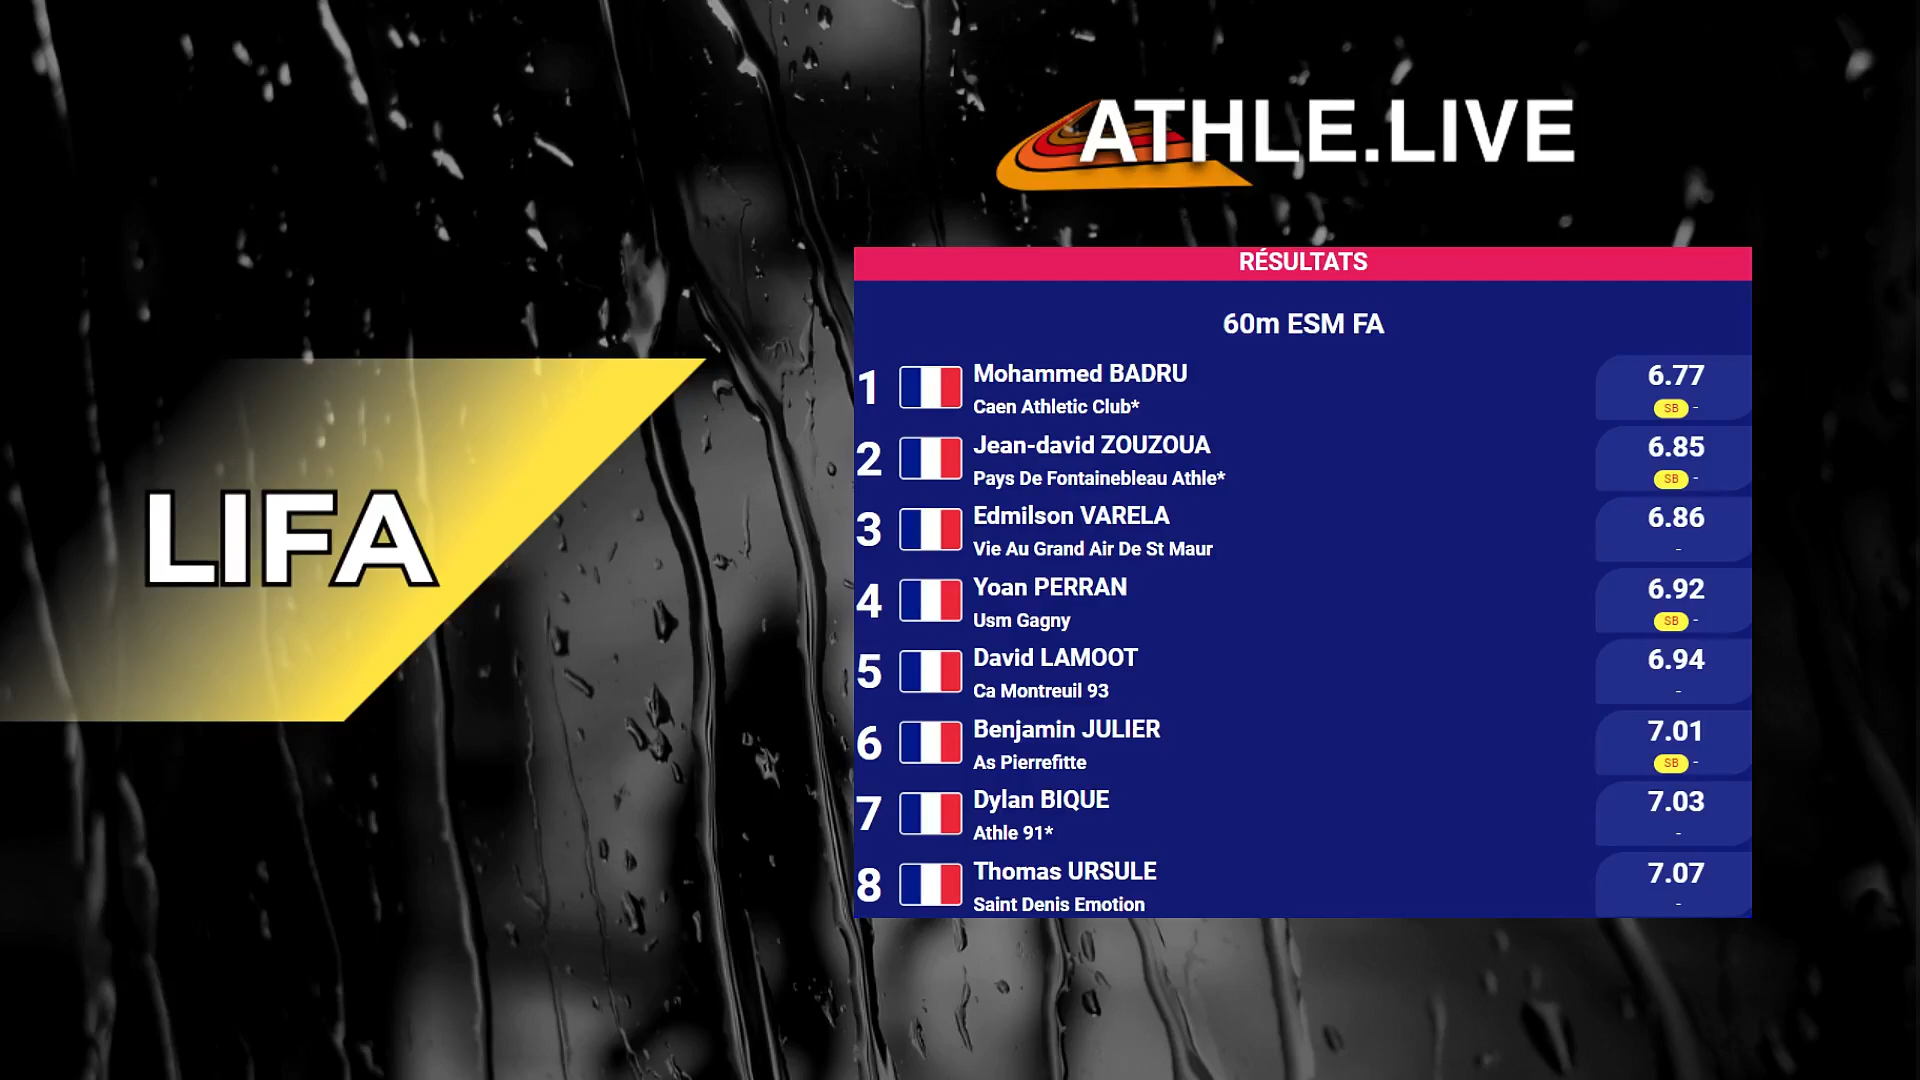 ATHLE.LIVE
RÉSULTATS
60m ESM FA
1 Mohammed BADRU 6.77
Caen Athletic Club* SB -
2 Jean-david ZOUZOUA 6.85
Pays De Fontainebleau Athle* SB -
3 Edmilson VARELA 6.86
Vie Au Grand Air De St Maur -
4 Yoan PERRAN 6.92
Usm Gagny SB -
5 David LAMOOT 6.94
Ca Montreuil 93 -
6 Benjamin JULIER 7.01
As Pierrefitte SB -
7 Dylan BIQUE 7.03
Athle 91* -
8 Thomas URSULE 7.07
Saint Denis Emotion -
LIFA